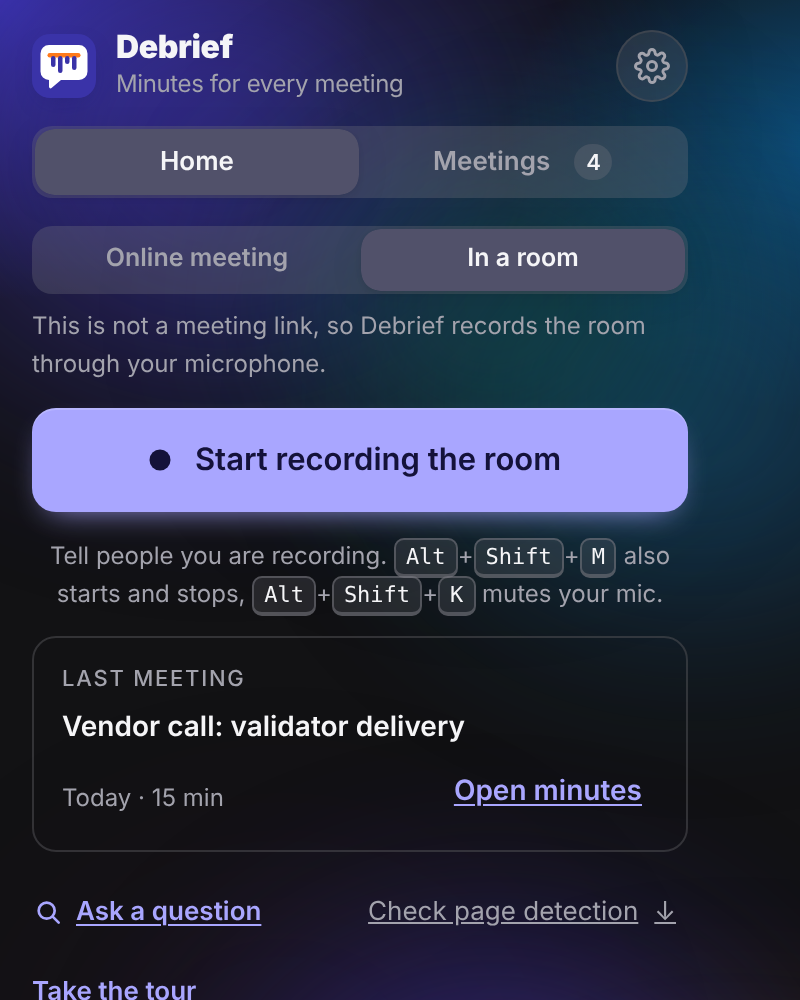 Debrief
Minutes for every meeting
Home
Meetings 4
Online meeting
In a room
This is not a meeting link, so Debrief records the room
through your microphone.
Start recording the room
Tell people you are recording. Alt+Shift+M also
starts and stops, Alt+Shift+K mutes your mic.
LAST MEETING
Vendor call: validator delivery
Today · 15 min
Open minutes
Ask a question
Check page detection ↓
Take the tour